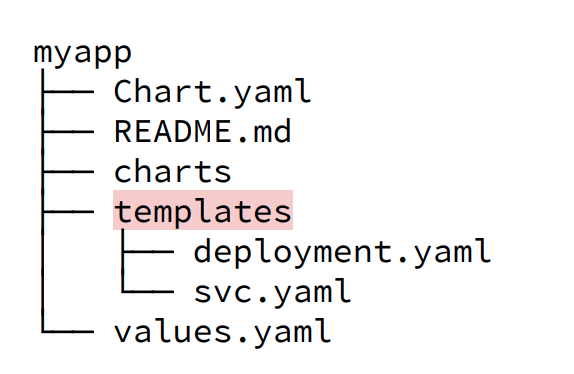 myapp
├── Chart.yaml
├── README.md
├── charts
├── templates
│   ├── deployment.yaml
│   └── svc.yaml
└── values.yaml